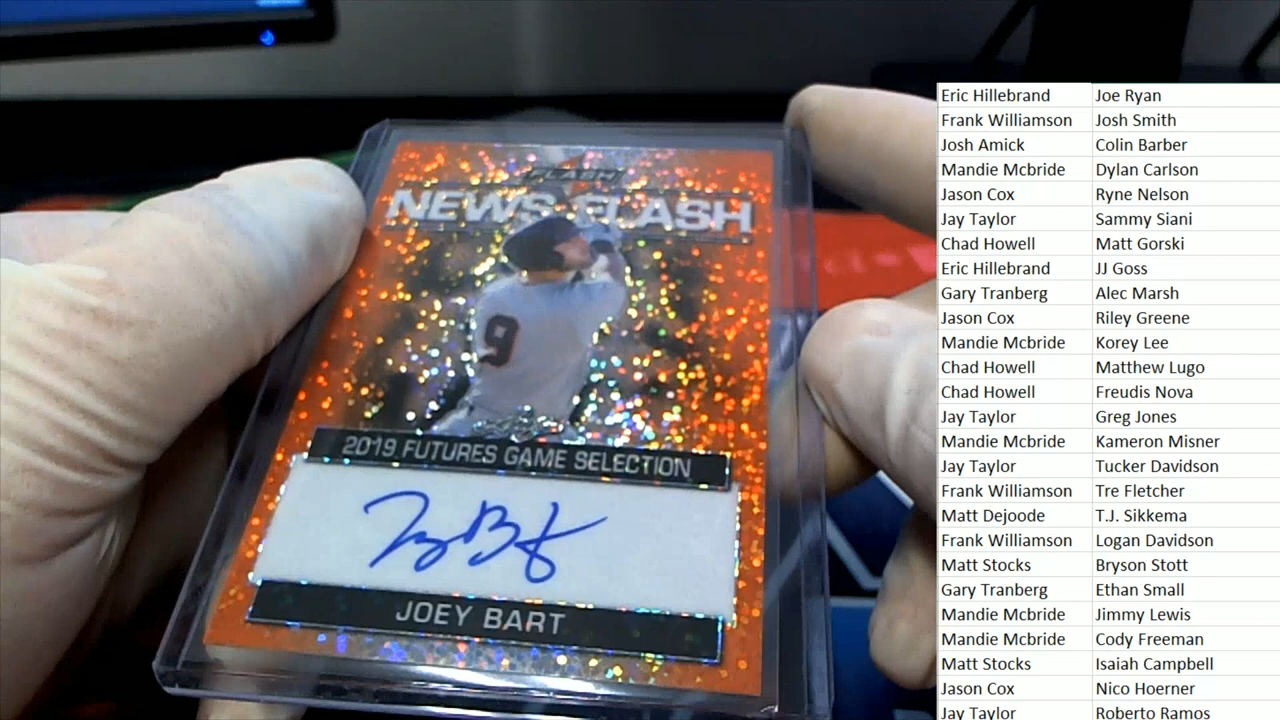 FLASH
NEWS FLASH
9
2019 FUTURES GAME SELECTION
Joey Bart
JOEY BART
Eric Hillebrand Joe Ryan
Frank Williamson Josh Smith
Josh Amick Colin Barber
Mandie Mcbride Dylan Carlson
Jason Cox Ryne Nelson
Jay Taylor Sammy Siani
Chad Howell Matt Gorski
Eric Hillebrand JJ Goss
Gary Tranberg Alec Marsh
Jason Cox Riley Greene
Mandie Mcbride Korey Lee
Chad Howell Matthew Lugo
Chad Howell Freudis Nova
Jay Taylor Greg Jones
Mandie Mcbride Kameron Misner
Jay Taylor Tucker Davidson
Frank Williamson Tre Fletcher
Matt Dejoode T.J. Sikkema
Frank Williamson Logan Davidson
Matt Stocks Bryson Stott
Gary Tranberg Ethan Small
Mandie Mcbride Jimmy Lewis
Mandie Mcbride Cody Freeman
Matt Stocks Isaiah Campbell
Jason Cox Nico Hoerner
Jay Taylor Roberto Ramos